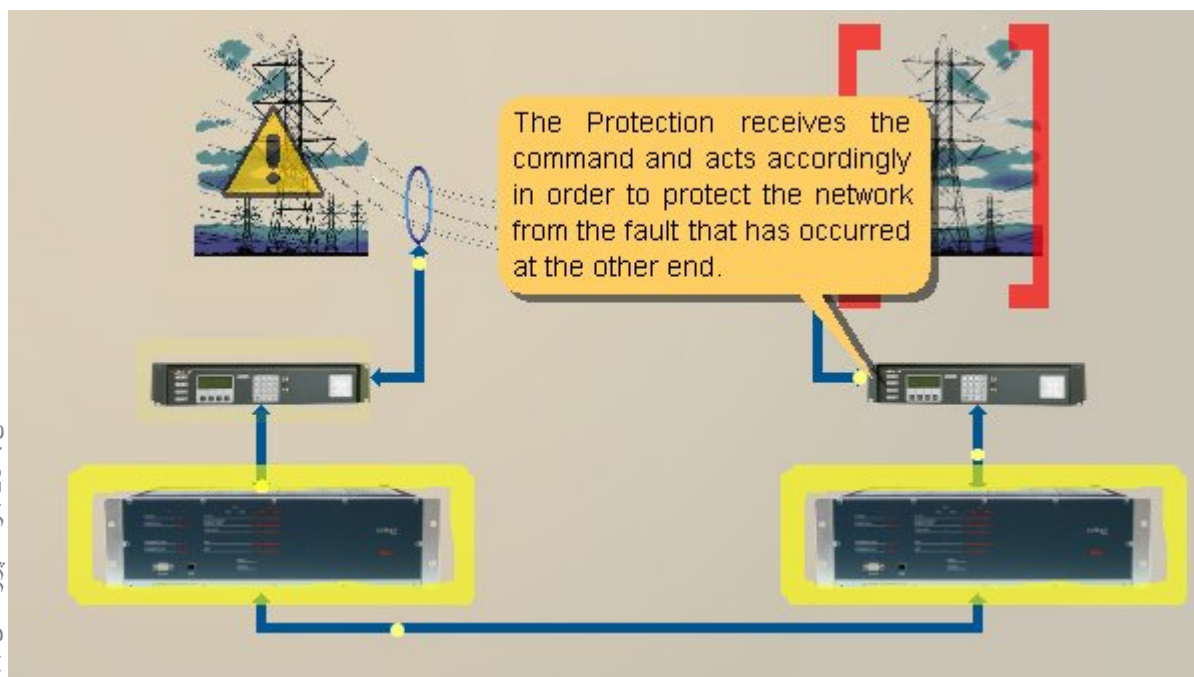 The Protection receives the
command and acts accordingly
in order to protect the network
from the fault that has occurred
at the other end.